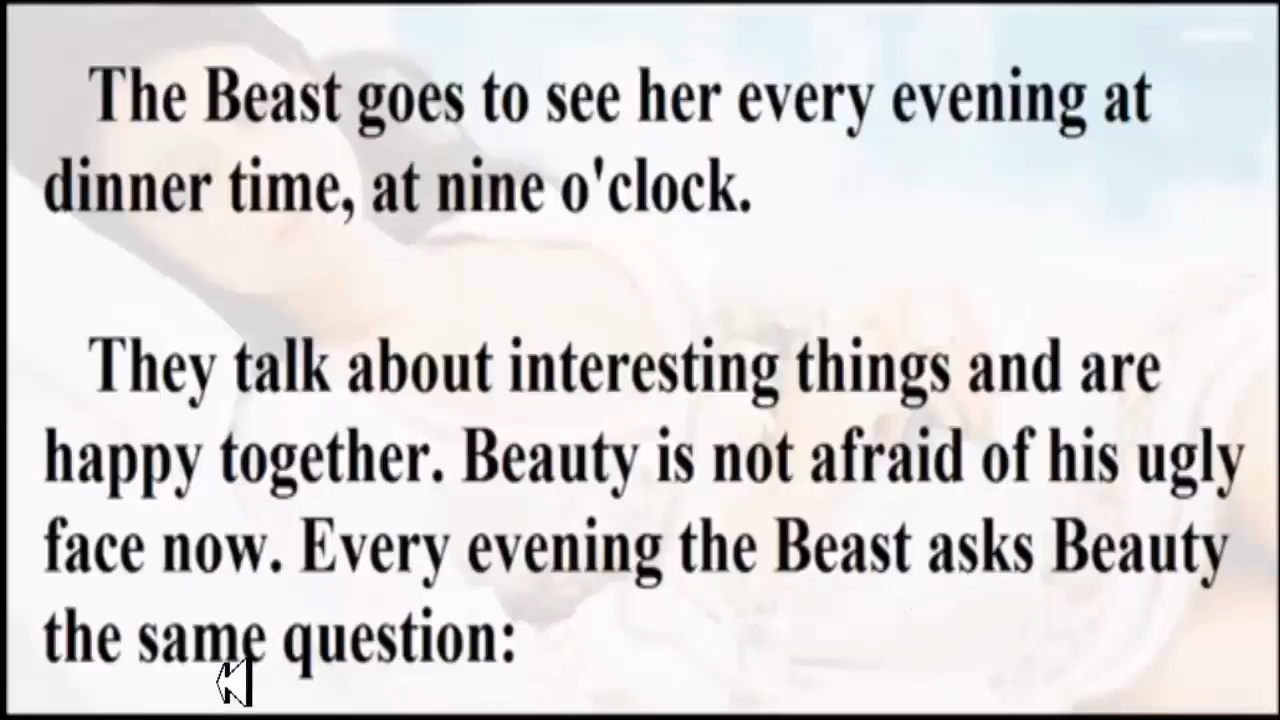 The Beast goes to see her every evening at
dinner time, at nine o'clock.
They talk about interesting things and are
happy together. Beauty is not afraid of his ugly
face now. Every evening the Beast asks Beauty
the same question: